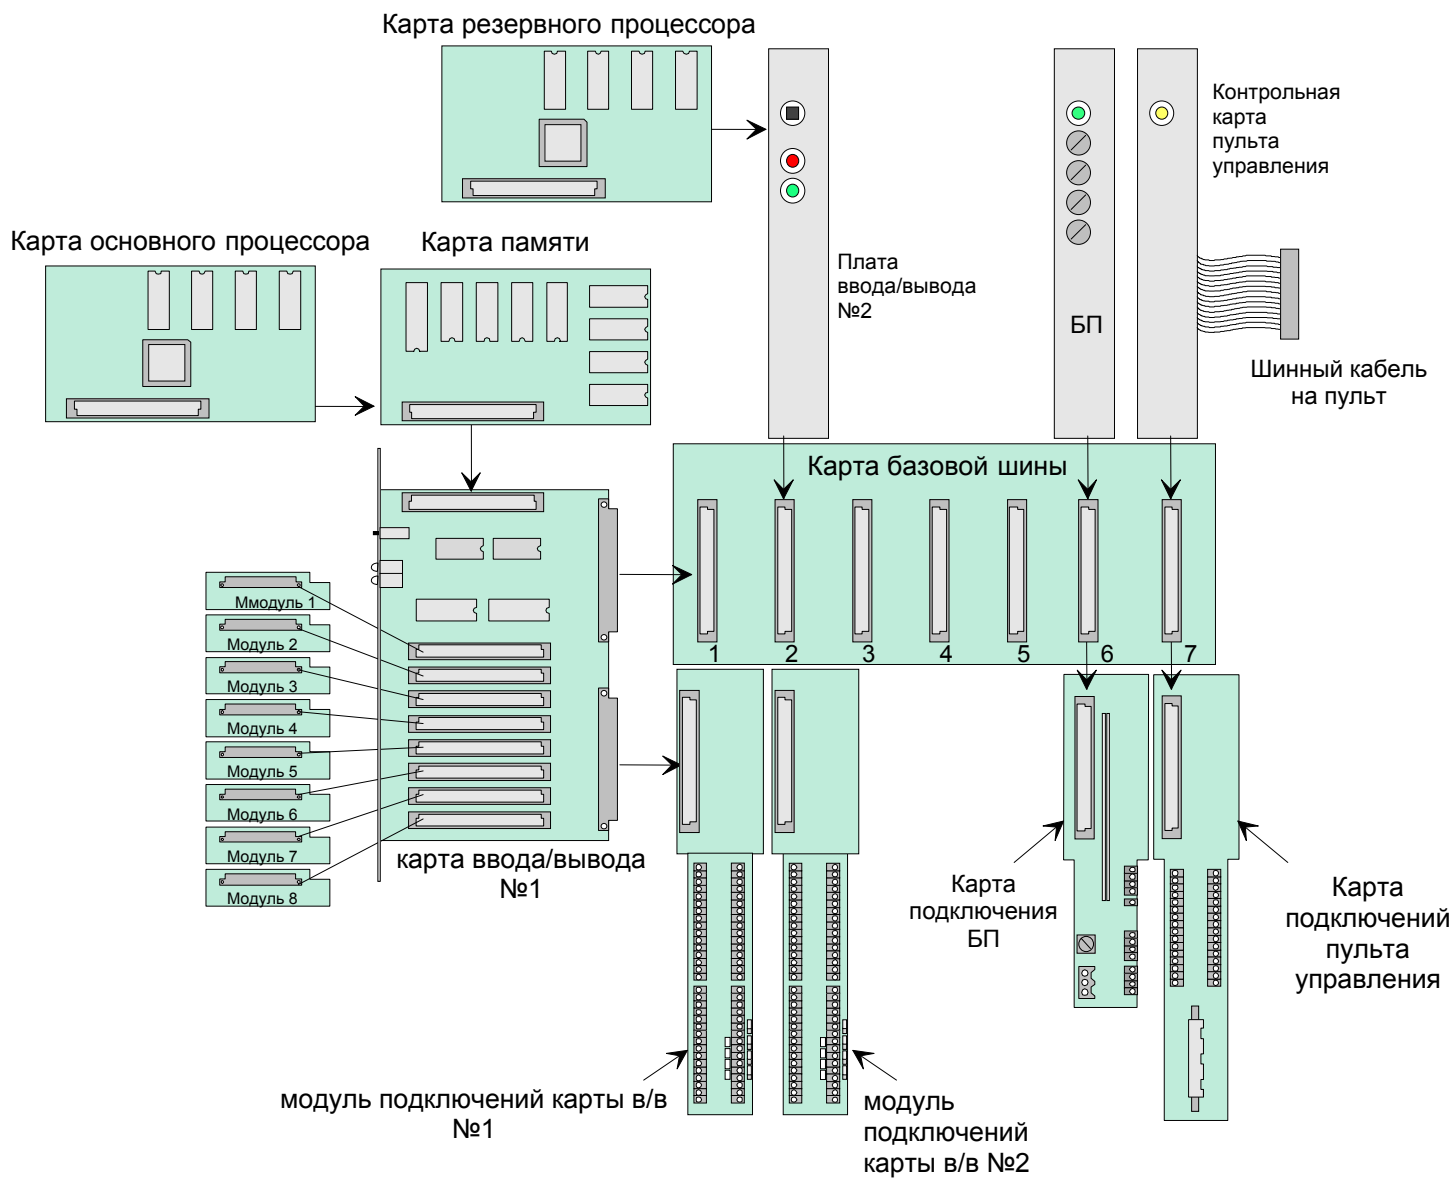 Карта резервного процессора
Контрольная
карта
пульта
управления
Карта основного процессора
Карта памяти
Плата
ввода/вывода
№2
БП
Шинный кабель
на пульт
Карта базовой шины
1
2
3
4
5
6
7
Ммодуль 1
Модуль 2
Модуль 3
Модуль 4
Модуль 5
Модуль 6
Модуль 7
Модуль 8
карта ввода/вывода
№1
Карта
подключения
БП
Карта
подключений
пульта
управления
модуль подключений карты в/в
№1
модуль
подключений
карты в/в №2